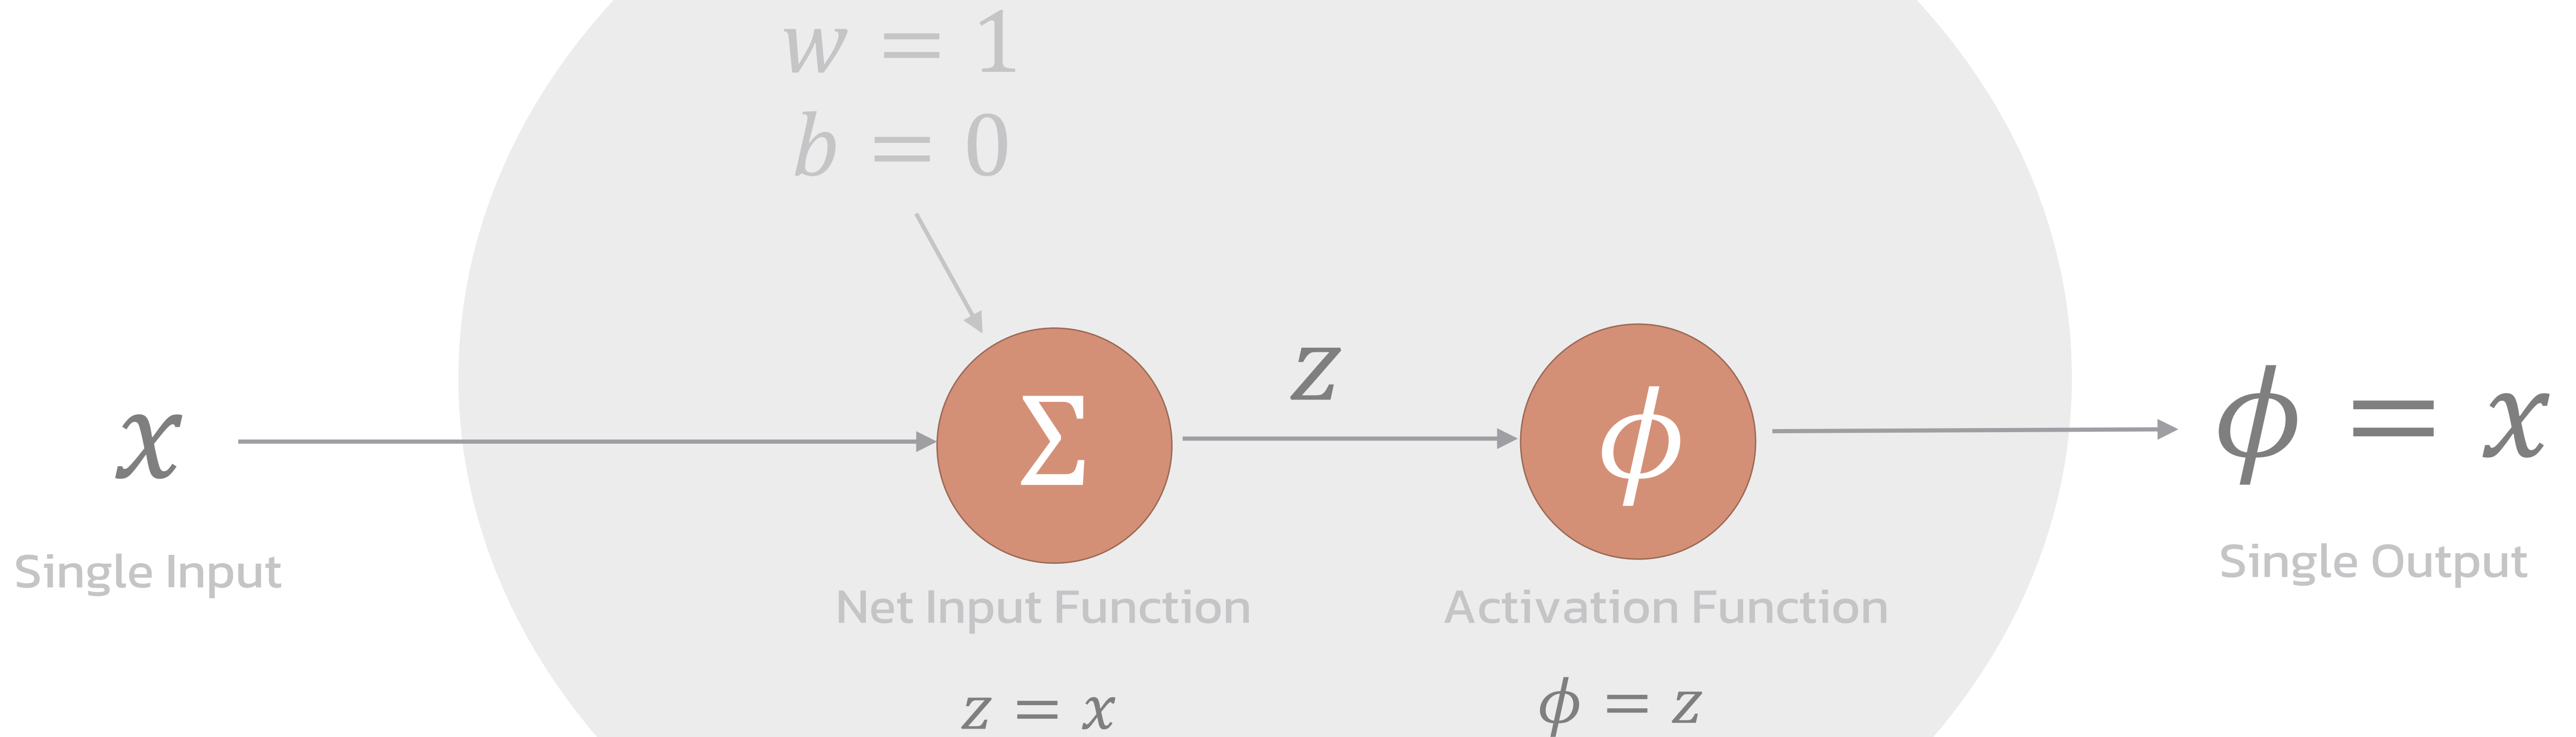 w = 1
b = 0
x
Σ
z
ϕ
ϕ = x
Single Input
Net Input Function
Activation Function
Single Output
z = x
ϕ = z